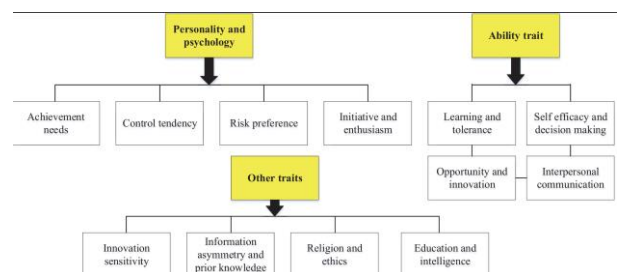 Personality and
psychology
Ability trait
Achievement
needs
Control tendency
Risk preference
Initiative and
enthusiasm
Learning and
tolerance
Self efficacy and
decision making
Opportunity and
innovation
Interpersonal
communication
Other traits
Innovation
sensitivity
Information
asymmetry and
prior knowledge
Religion and
ethics
Education and
intelligence